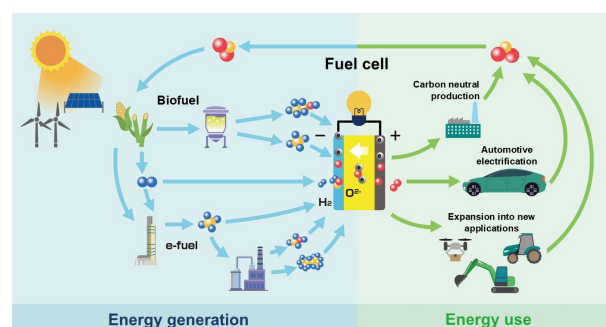 Fuel cell
Biofuel
−
+
Carbon neutral
production
Automotive
electrification
H2
O2-
Expansion into new
applications
e-fuel
Energy generation
Energy use